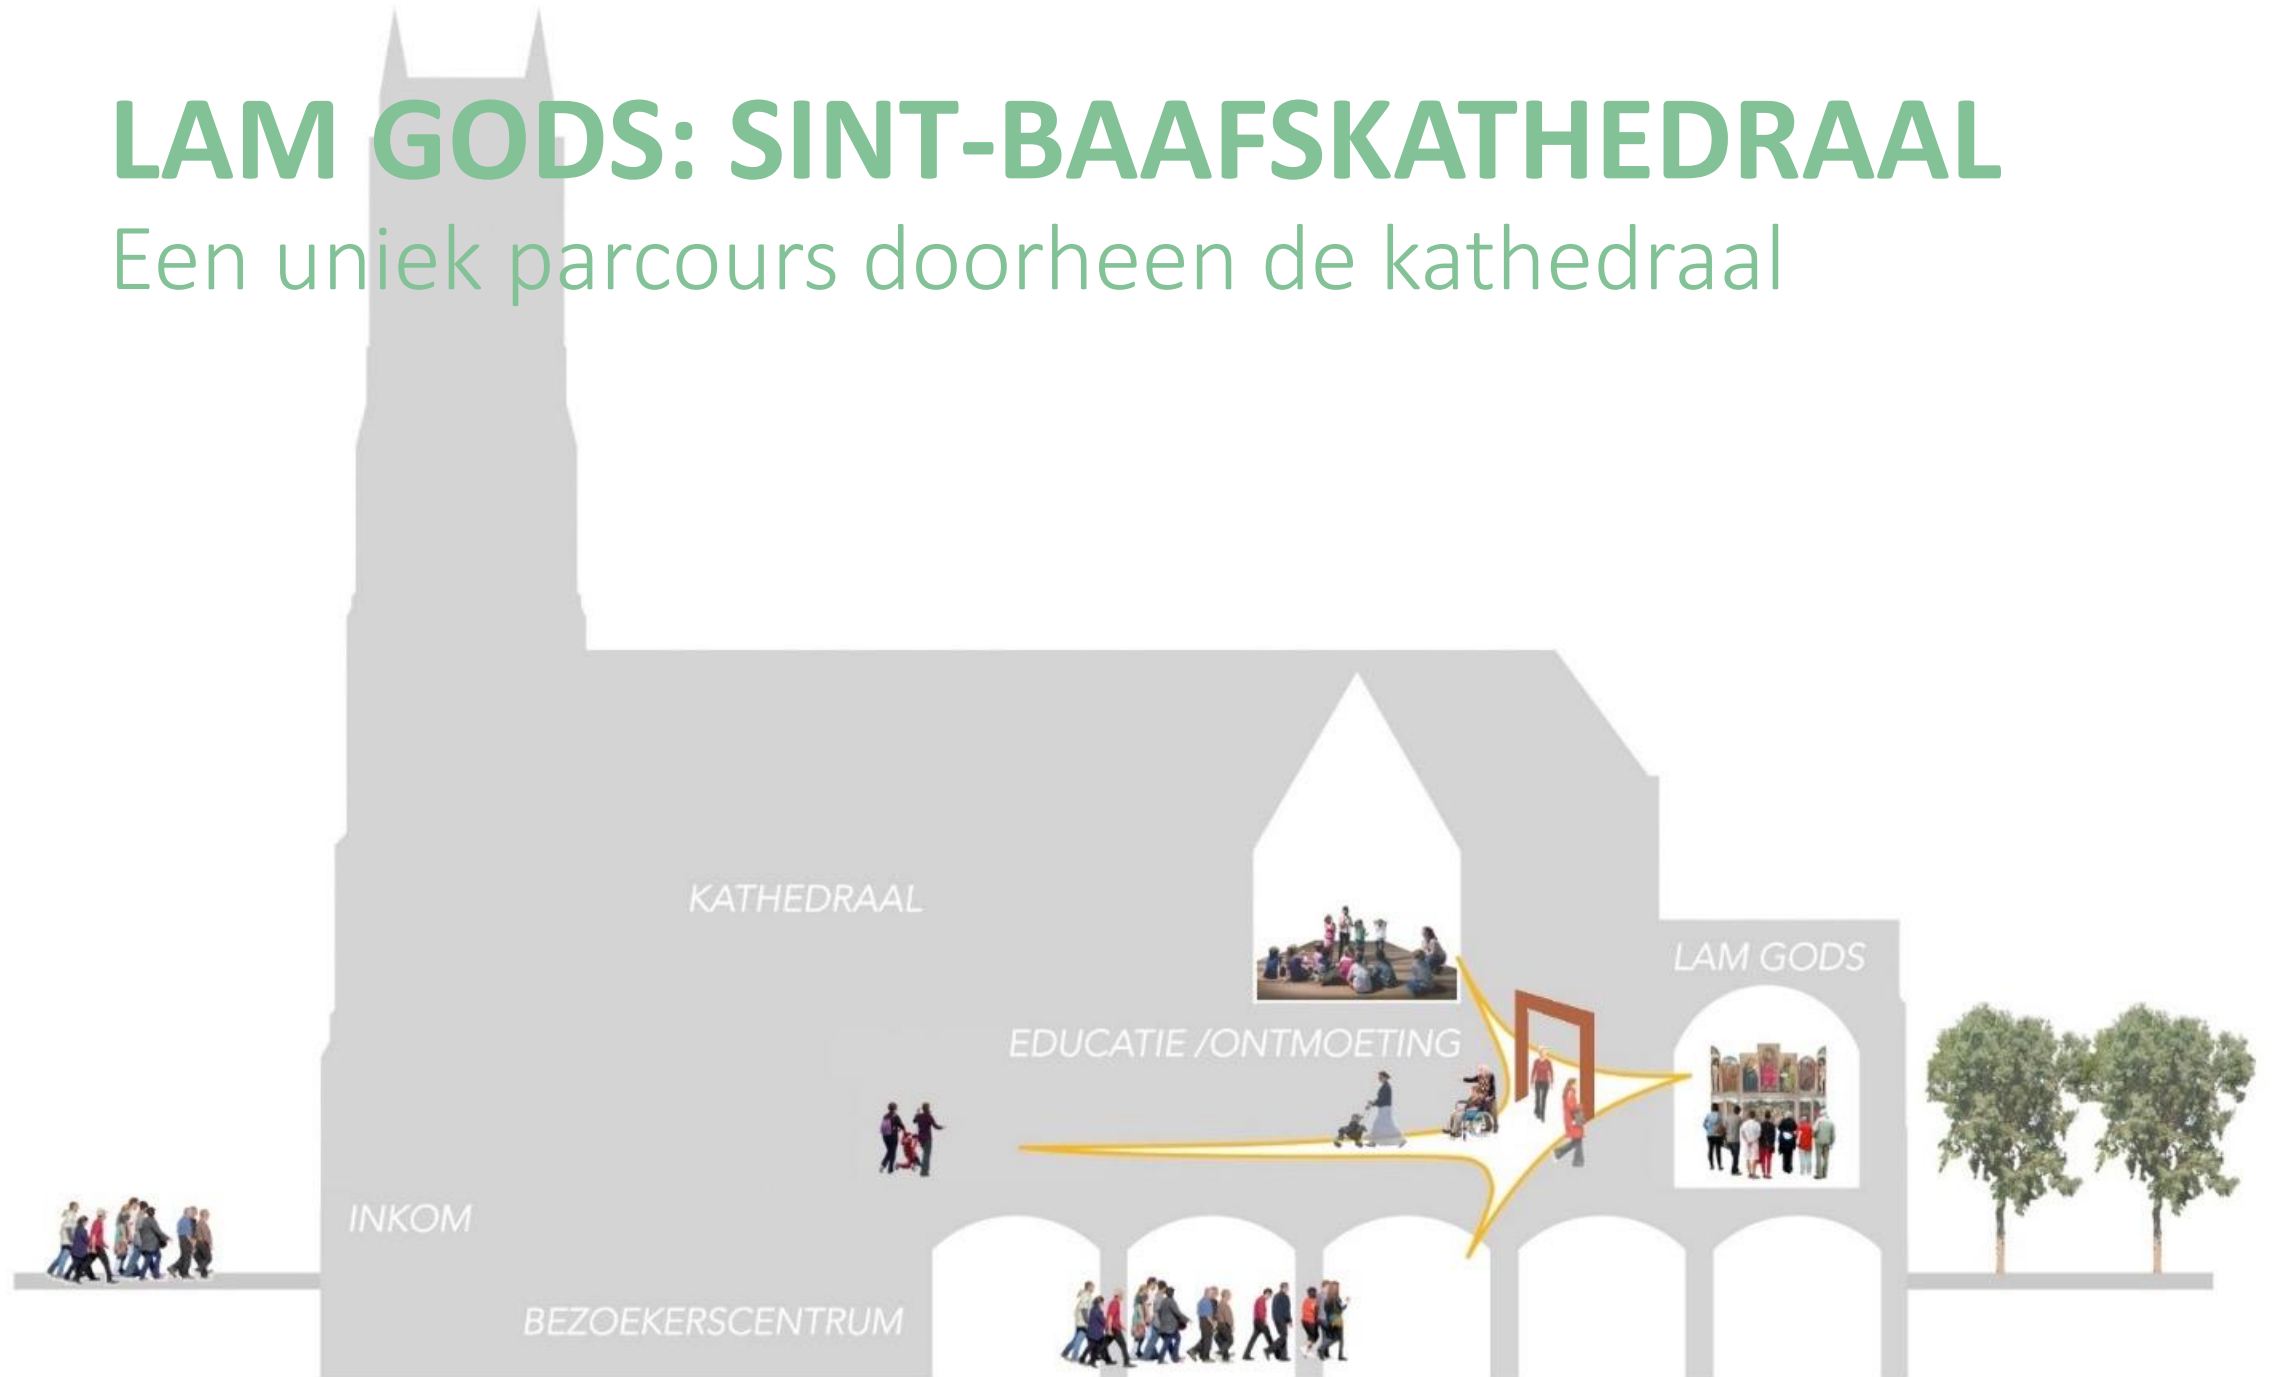 LAM GODS: SINT-BAAFSKATHEDRAAL
Een uniek parcours doorheen de kathedraal
KATHEDRAAL
LAM GODS
EDUCATIE /ONTMOETING
INKOM
BEZOEKERSCENTRUM